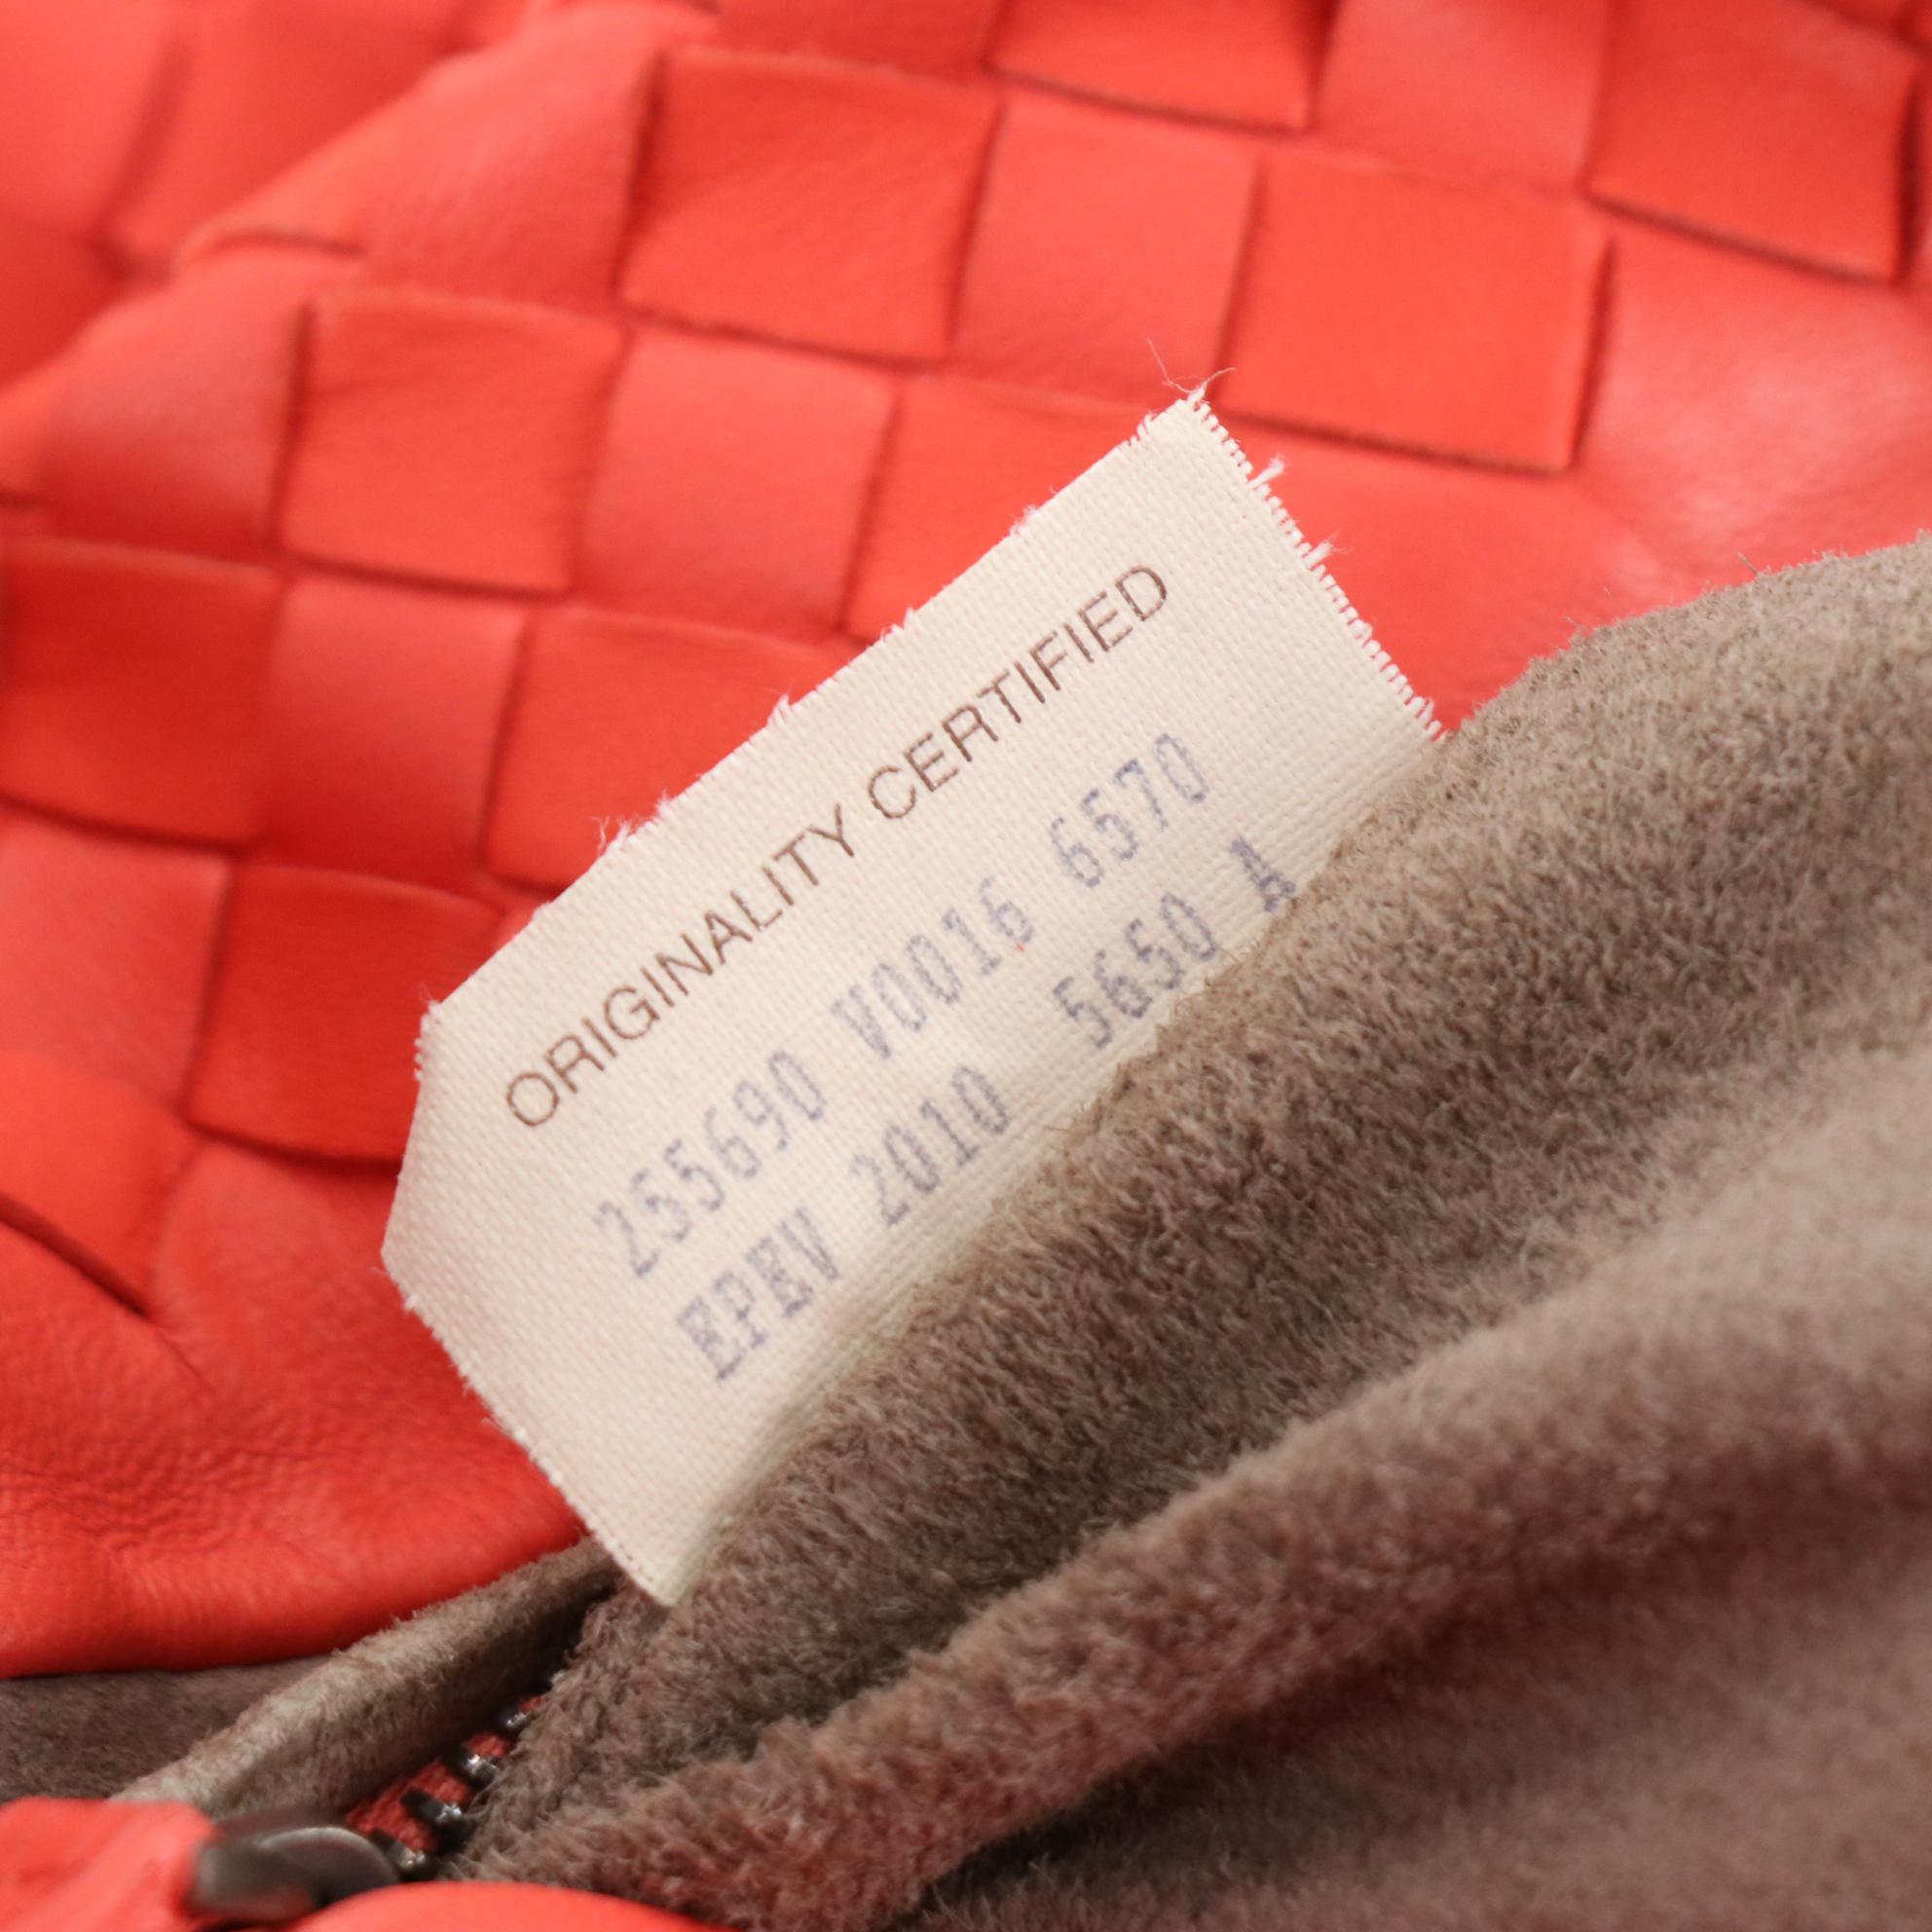 ORIGINALITY CERTIFIED
255690 V0016 6570
EPEV 2010 5650 A